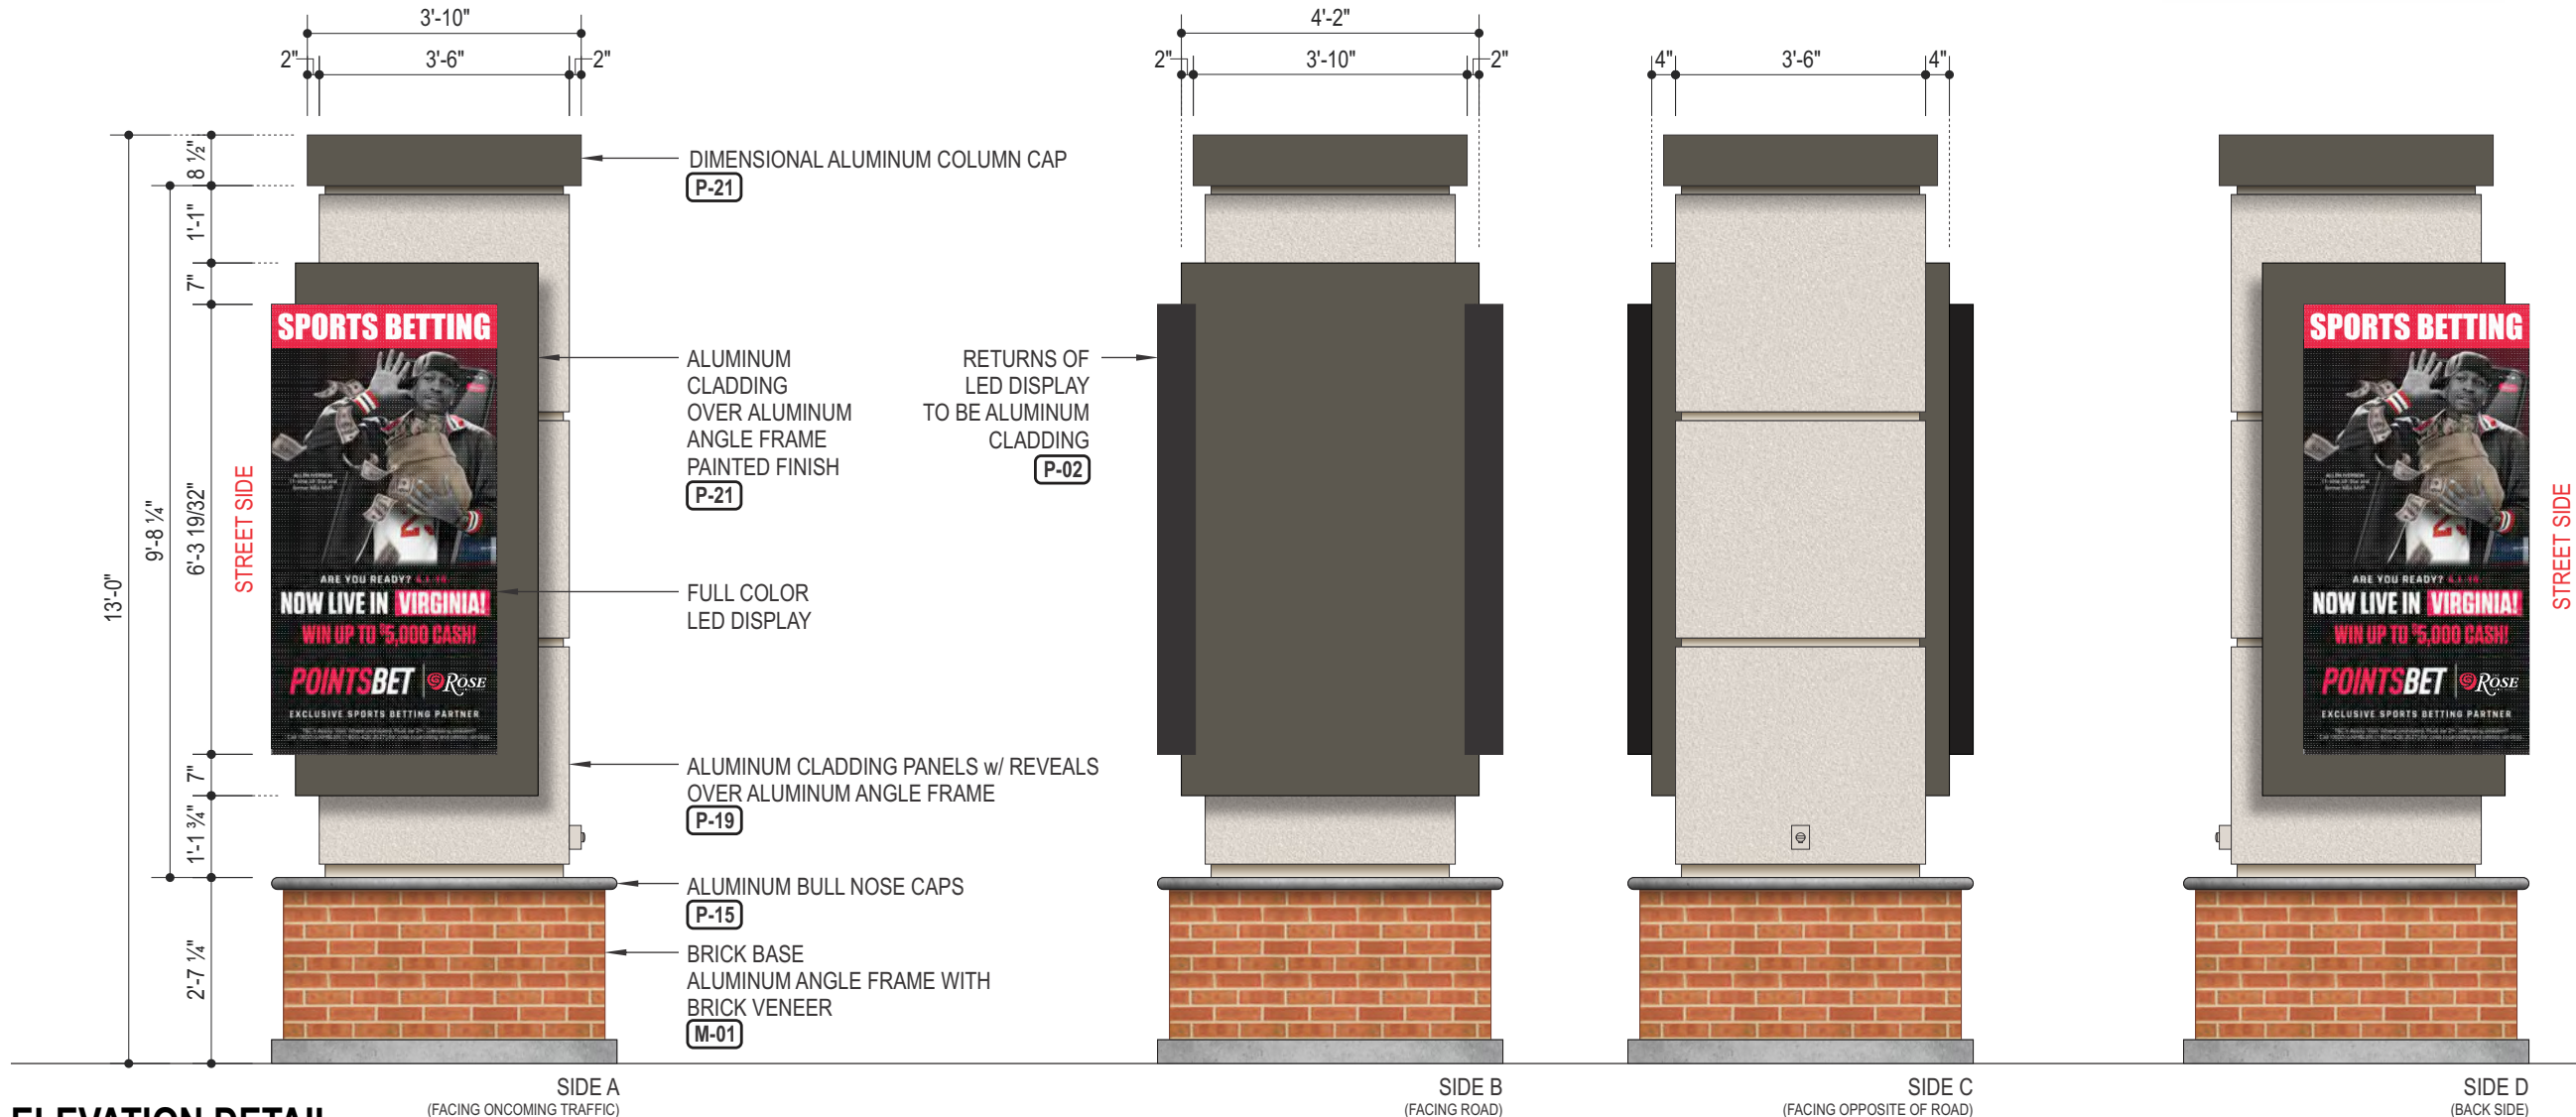 3'-10"
2"
3'-6"
2"
4'-2"
2"
3'-10"
2"
4"
3'-6"
4"
13'-0"
9'-8 ¼"
8 ½"
1'-1"
7"
6'-3 19/32"
7"
1'-1 ¾"
2'-7 ¼"
STREET SIDE
SPORTS BETTING
ARE YOU READY?
NOW LIVE IN VIRGINIA!
WIN UP TO $5,000 CASH!
POINTSBET ROSE
EXCLUSIVE SPORTS BETTING PARTNER
DIMENSIONAL ALUMINUM COLUMN CAP
P-21
ALUMINUM
CLADDING
OVER ALUMINUM
ANGLE FRAME
PAINTED FINISH
P-21
FULL COLOR
LED DISPLAY
ALUMINUM CLADDING PANELS w/ REVEALS
OVER ALUMINUM ANGLE FRAME
P-19
ALUMINUM BULL NOSE CAPS
P-15
BRICK BASE
ALUMINUM ANGLE FRAME WITH
BRICK VENEER
M-01
RETURNS OF
LED DISPLAY
TO BE ALUMINUM
CLADDING
P-02
SPORTS BETTING
ARE YOU READY?
NOW LIVE IN VIRGINIA!
WIN UP TO $5,000 CASH!
POINTSBET ROSE
EXCLUSIVE SPORTS BETTING PARTNER
STREET SIDE
SIDE A
(FACING ONCOMING TRAFFIC)
SIDE B
(FACING ROAD)
SIDE C
(FACING OPPOSITE OF ROAD)
SIDE D
(BACK SIDE)
ELEVATION DETAIL